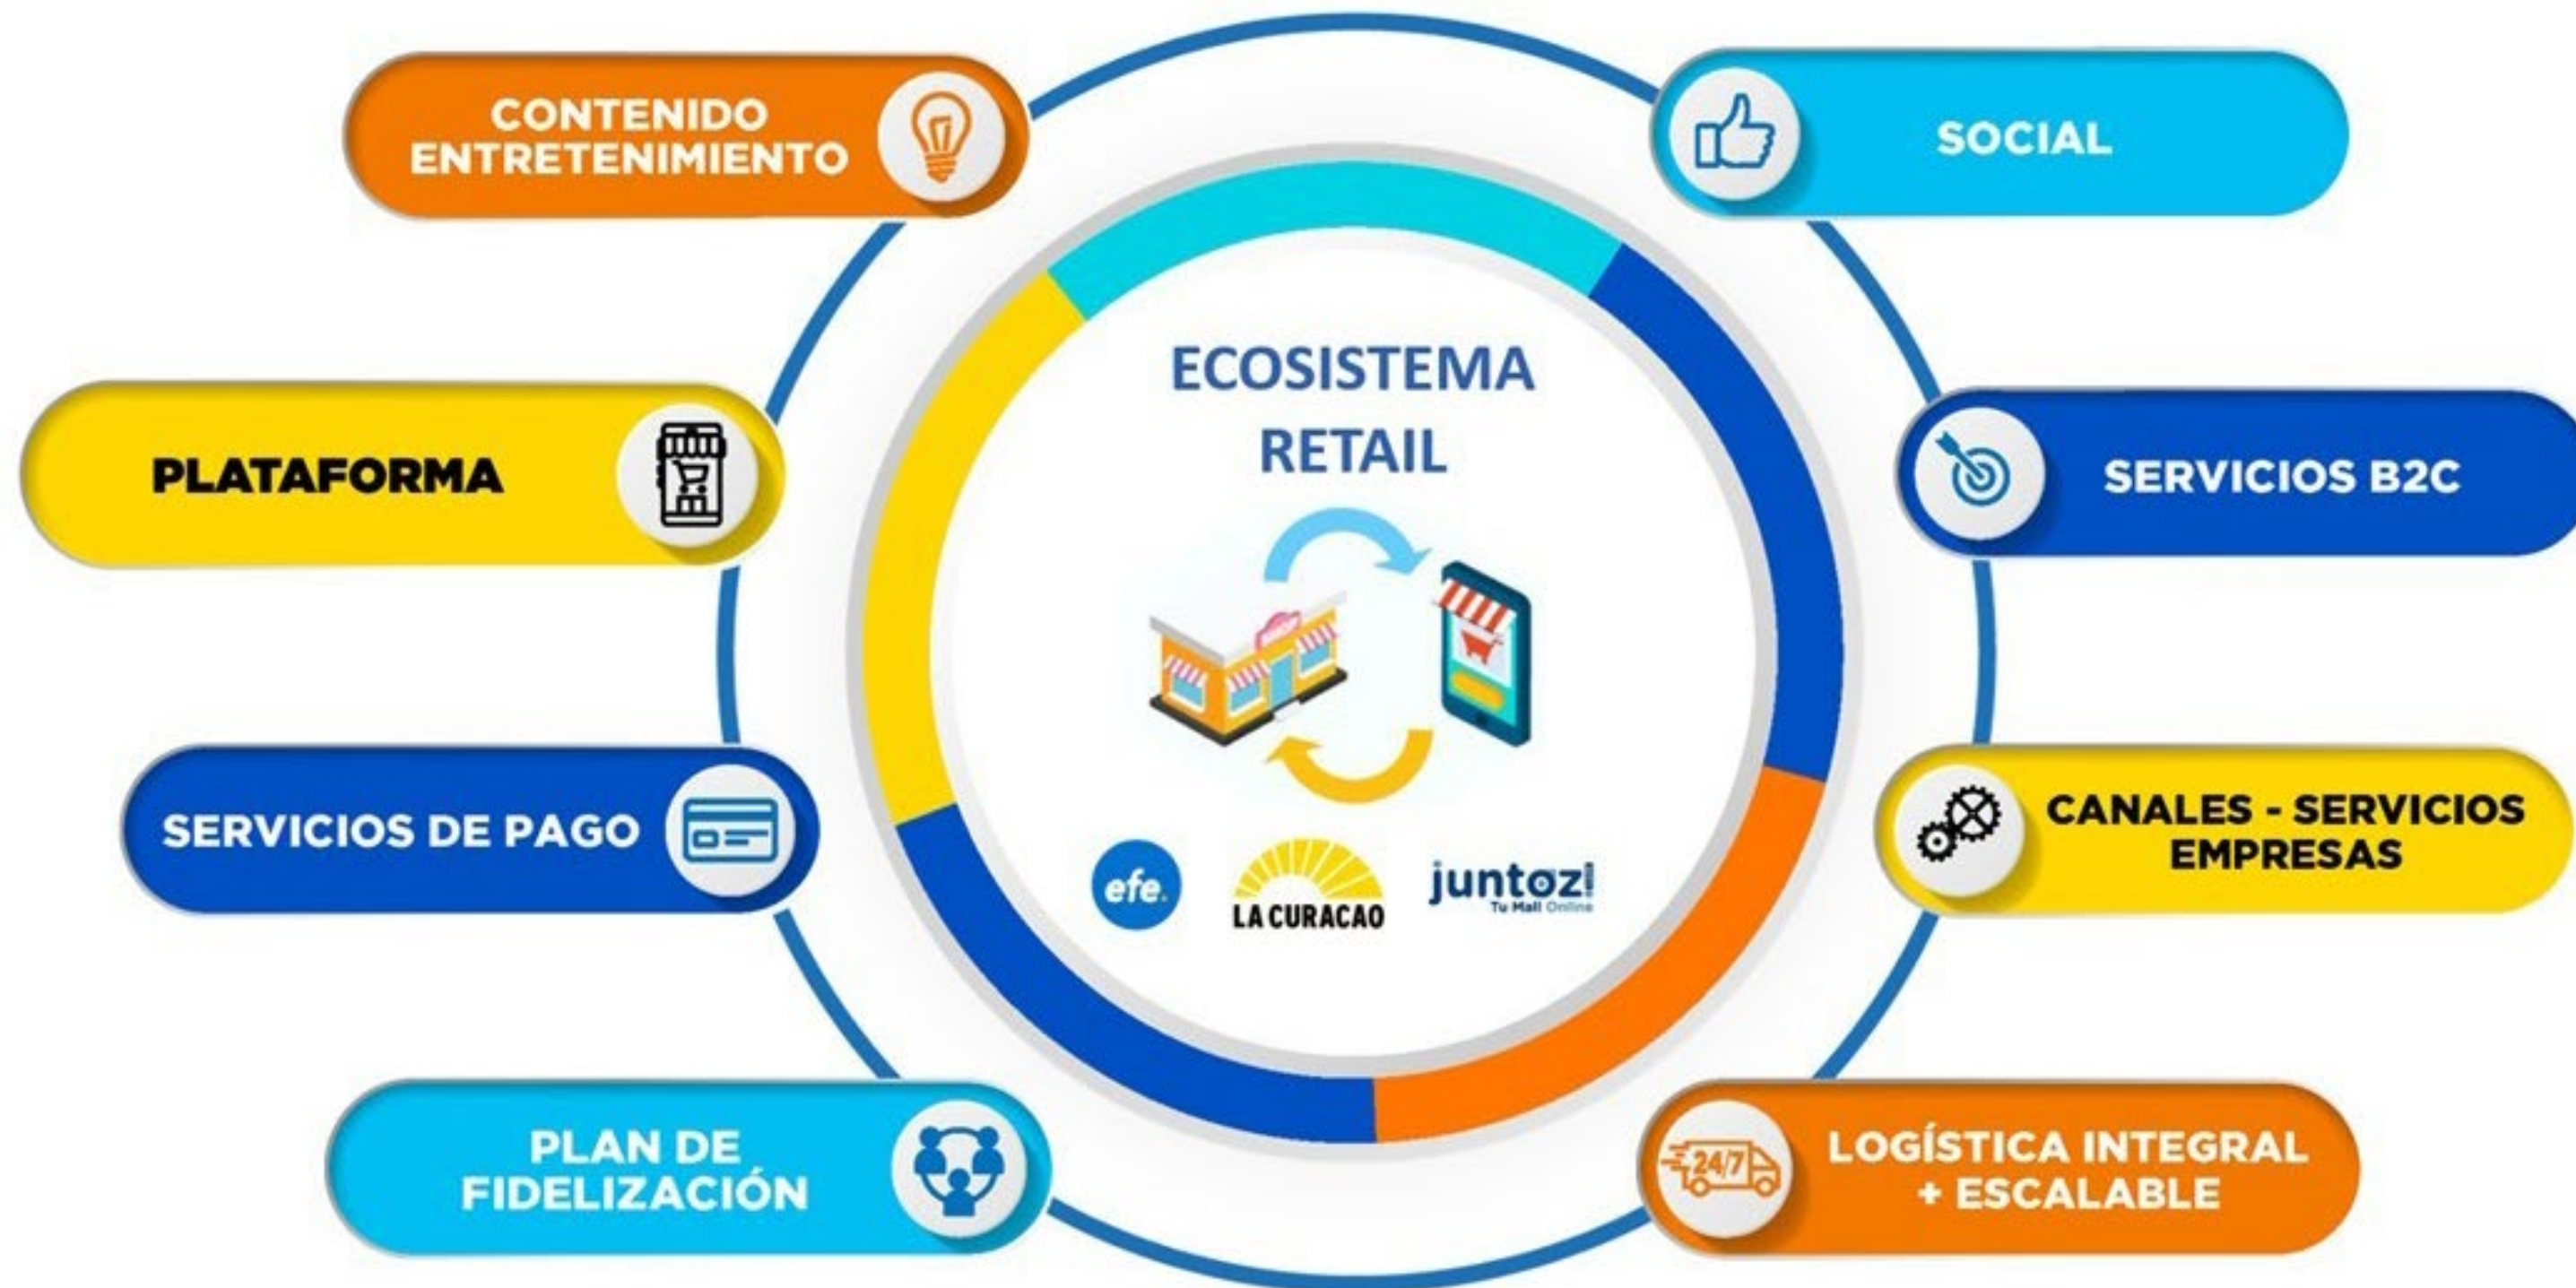 CONTENIDO
ENTRETENIMIENTO
SOCIAL
PLATAFORMA
SERVICIOS B2C
ECOSISTEMA
RETAIL
SERVICIOS DE PAGO
CANALES - SERVICIOS
EMPRESAS
efe.
LA CURACAO
juntoz
Tu Mall Online
PLAN DE
FIDELIZACIÓN
24/7
LOGÍSTICA INTEGRAL
+ ESCALABLE